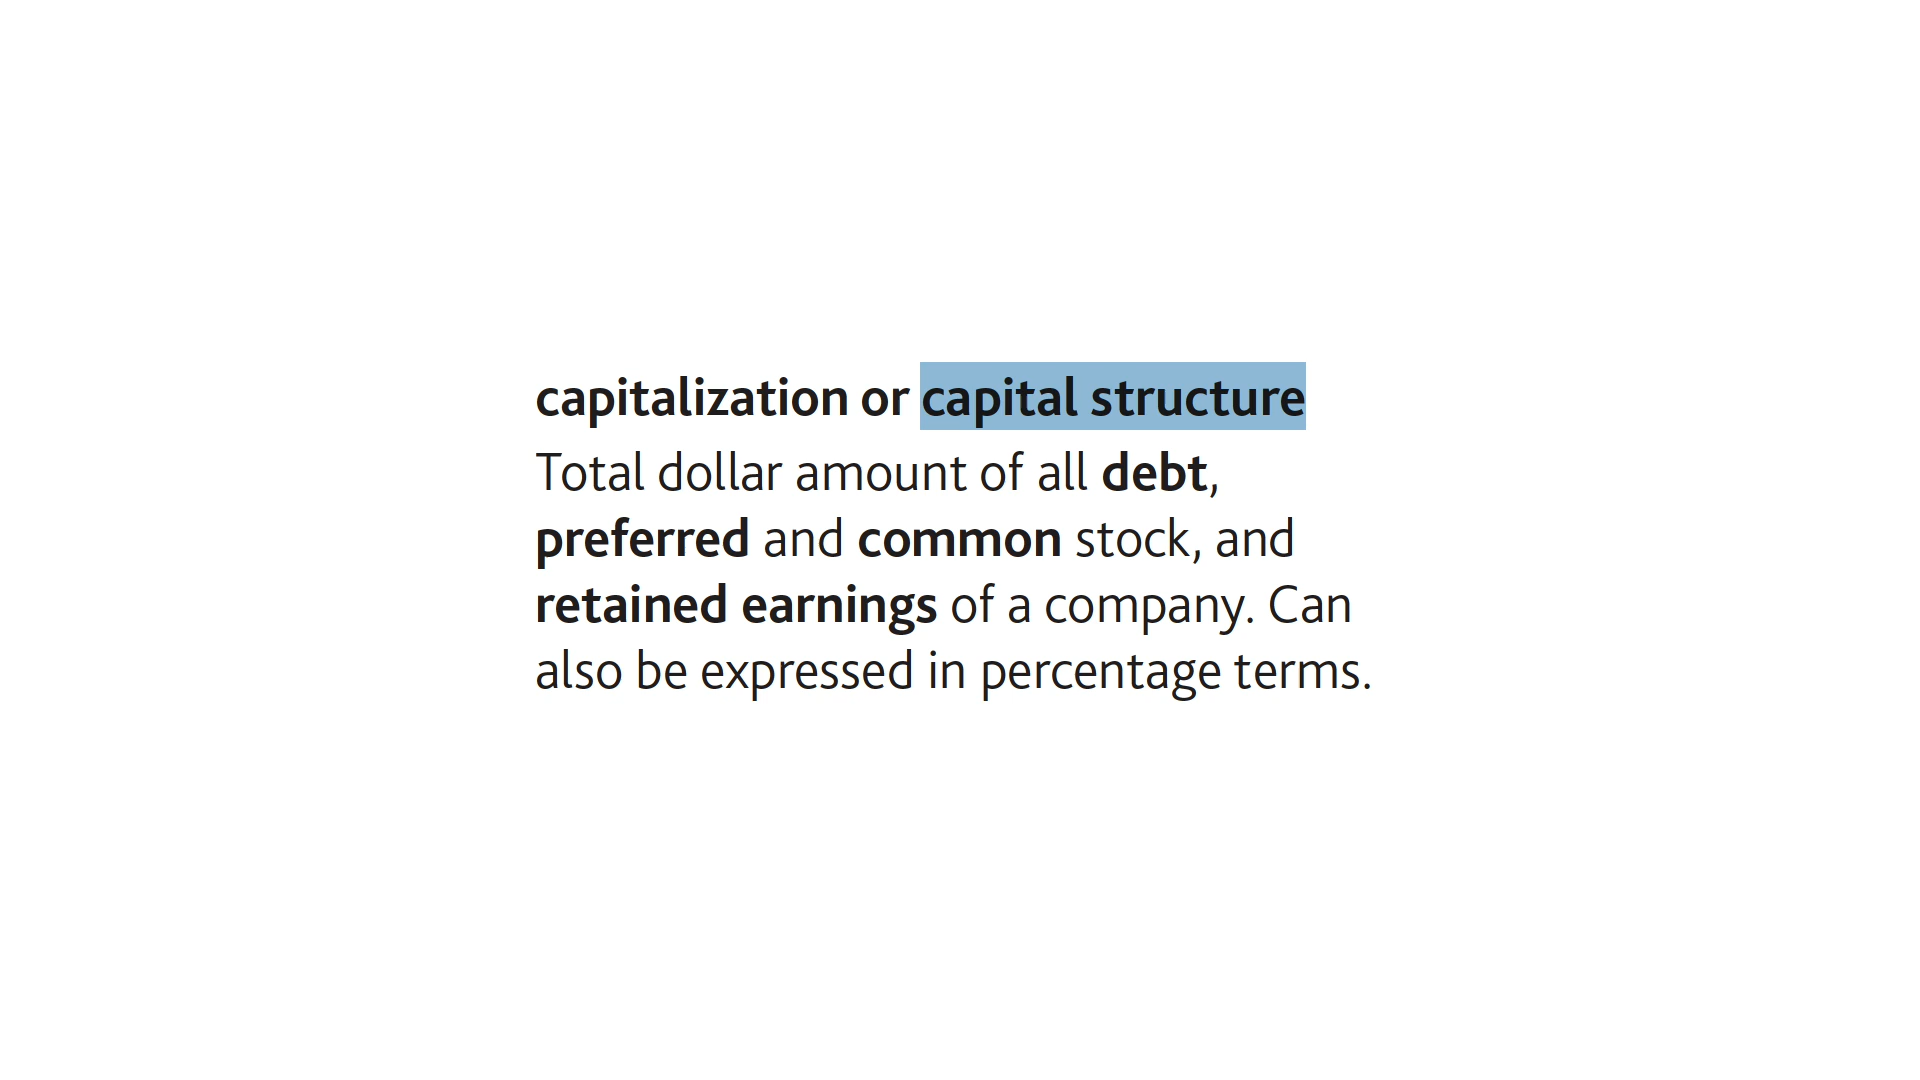 capitalization or capital structure
Total dollar amount of all debt,
preferred and common stock, and
retained earnings of a company. Can
also be expressed in percentage terms.